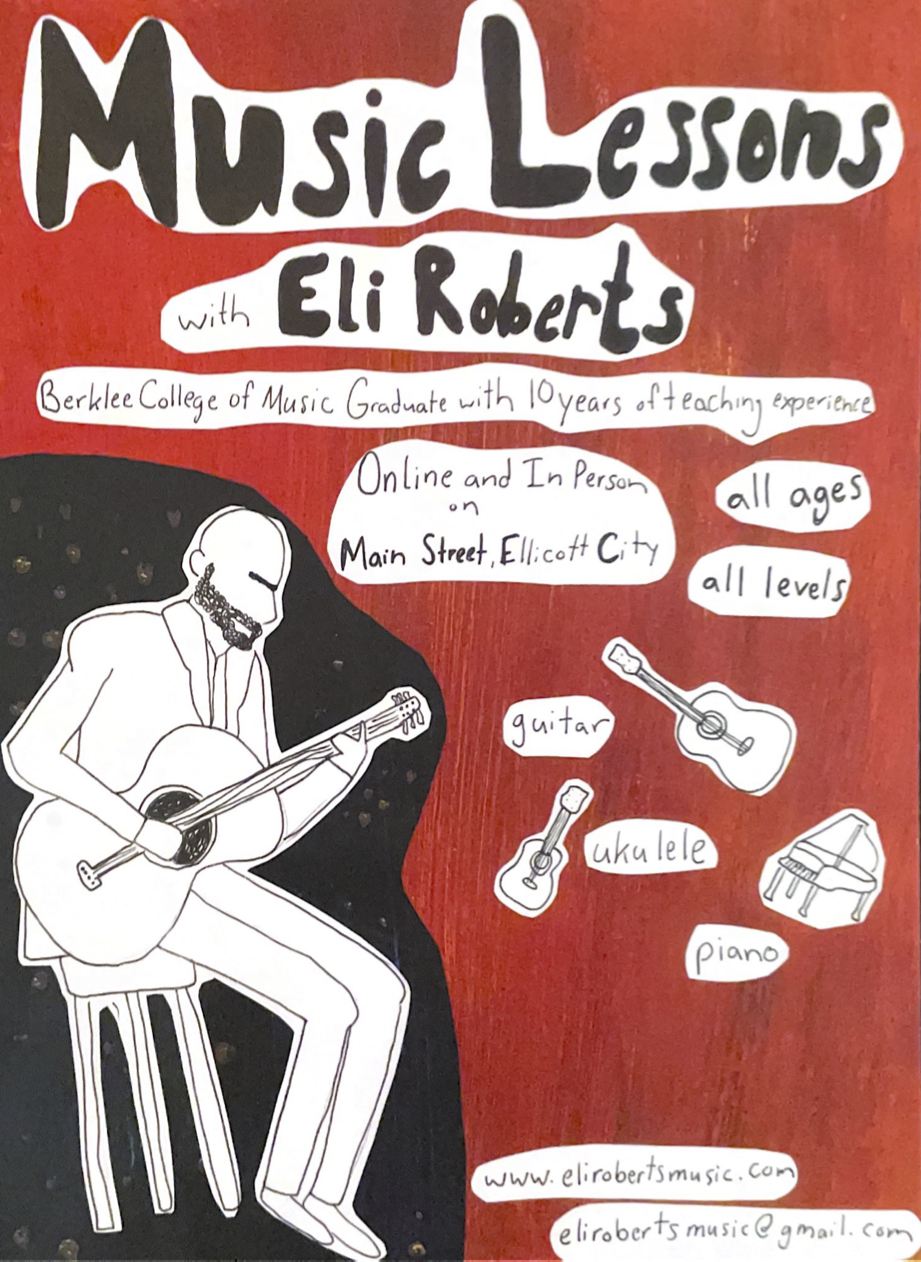 Music Lessons
with Eli Roberts
Berklee College of Music Graduate with 10 years of teaching experience
Online and In Person
on
Main Street, Ellicott City
all ages
all levels
guitar
ukulele
piano
www.elirobertsmusic.com
elirobertsmusic@gmail.com